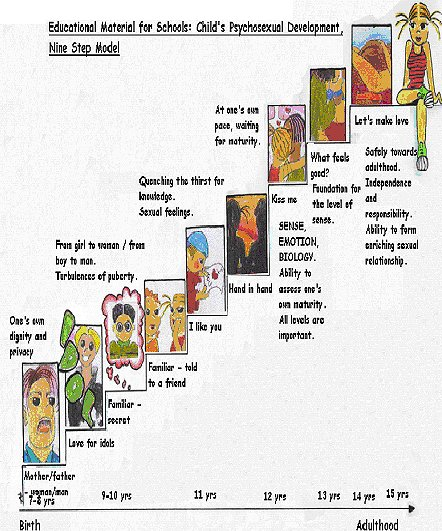 Educational Material for Schools: Child's Psychosexual Development,
Nine Step Model
At one's own
pace, waiting
for maturity.
Let's make love
Quenching the thirst for
knowledge.
Sexual feelings.
What feels
good?
Foundation for
the level of
sense.
Safely towards
adulthood.
Independence
and
responsibility.
Ability to form
enriching sexual
relationship.
Kiss me
SENSE,
EMOTION,
BIOLOGY.
Ability to
assess one's
own maturity.
All levels are
important.
From girl to woman / from
boy to man.
Turbulences of puberty.
Hand in hand
I like you
One's own
dignity and
privacy
Familiar - told
to a friend
Familiar -
secret
Love for idols
Mother/father
- woman/man
7-8 yrs
9-10 yrs
11 yrs
12 yrs
13 yrs
14 yrs
15 yrs
Birth
Adulthood